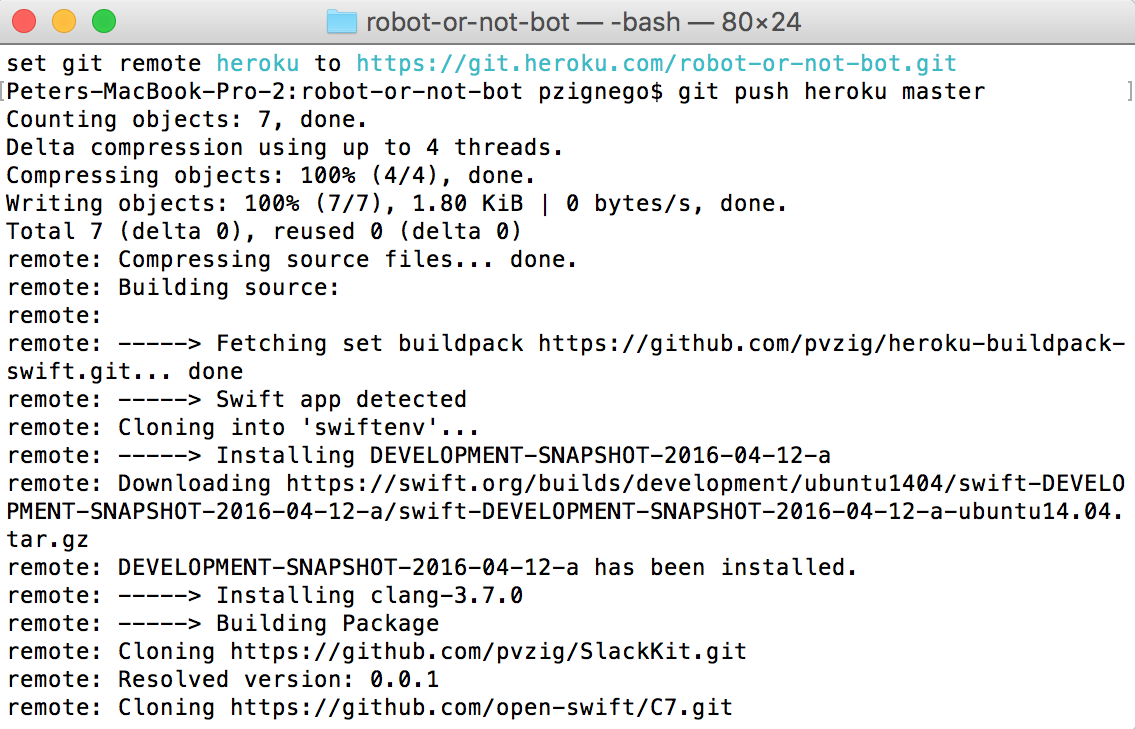 robot-or-not-bot — -bash — 80×24
set git remote heroku to https://git.heroku.com/robot-or-not-bot.git
[Peters-MacBook-Pro-2:robot-or-not-bot pzignego$ git push heroku master ]
Counting objects: 7, done.
Delta compression using up to 4 threads.
Compressing objects: 100% (4/4), done.
Writing objects: 100% (7/7), 1.80 KiB | 0 bytes/s, done.
Total 7 (delta 0), reused 0 (delta 0)
remote: Compressing source files... done.
remote: Building source:
remote:
remote: -----> Fetching set buildpack https://github.com/pvzig/heroku-buildpack-
swift.git... done
remote: -----> Swift app detected
remote: Cloning into 'swiftenv'...
remote: -----> Installing DEVELOPMENT-SNAPSHOT-2016-04-12-a
remote: Downloading https://swift.org/builds/development/ubuntu1404/swift-DEVELO
PMENT-SNAPSHOT-2016-04-12-a/swift-DEVELOPMENT-SNAPSHOT-2016-04-12-a-ubuntu14.04.
tar.gz
remote: DEVELOPMENT-SNAPSHOT-2016-04-12-a has been installed.
remote: -----> Installing clang-3.7.0
remote: -----> Building Package
remote: Cloning https://github.com/pvzig/SlackKit.git
remote: Resolved version: 0.0.1
remote: Cloning https://github.com/open-swift/C7.git